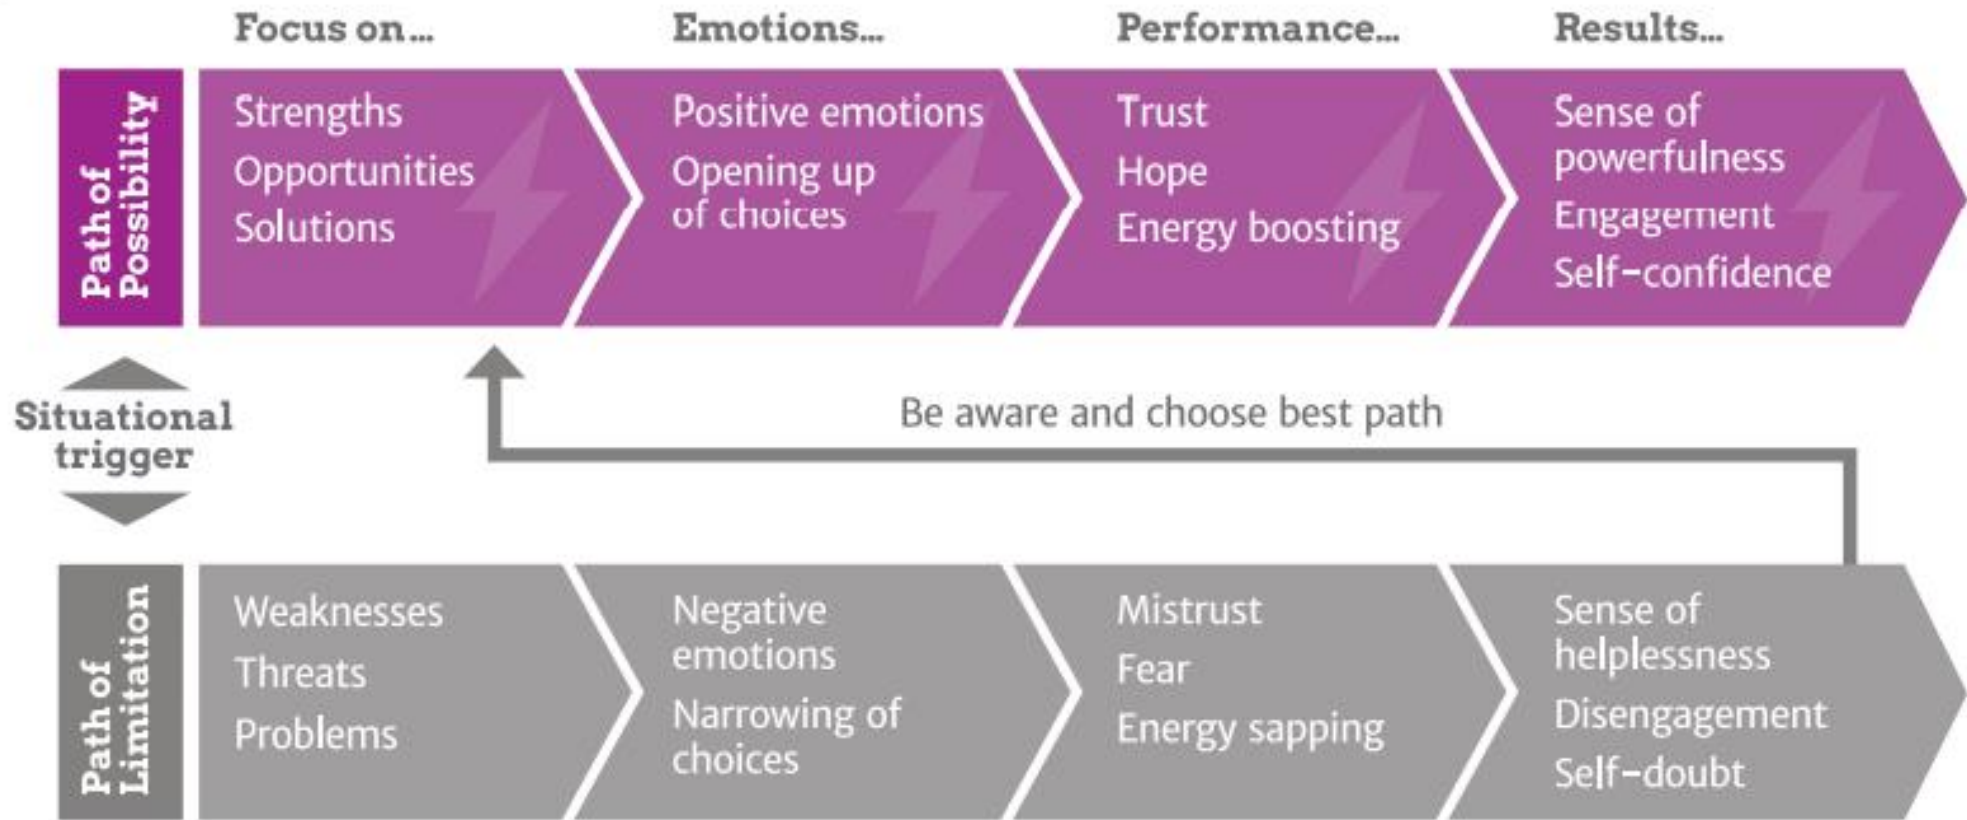 Focus on...
Emotions...
Performance...
Results...
Path of
Possibility
Strengths
Opportunities
Solutions
Positive emotions
Opening up
of choices
Trust
Hope
Energy boosting
Sense of
powerfulness
Engagement
Self-confidence
Situational
trigger
Be aware and choose best path
Path of
Limitation
Weaknesses
Threats
Problems
Negative
emotions
Narrowing of
choices
Mistrust
Fear
Energy sapping
Sense of
helplessness
Disengagement
Self-doubt